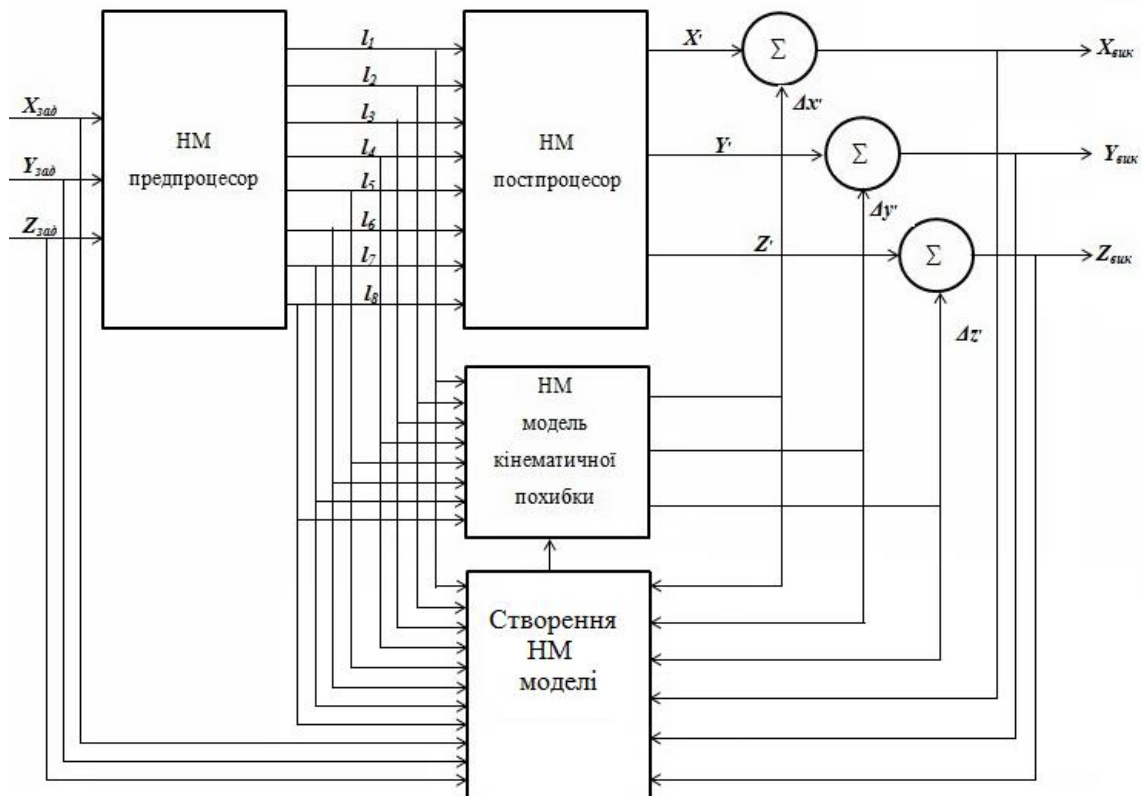 X зад
Y зад
Z зад
НМ
предпроцесор
l1
l2
l3
l4
l5
l6
l7
l8
НМ
постпроцесор
X'
Y'
Z'
Σ
Σ
Σ
Δx'
Δy'
Δz'
X вик
Y вик
Z вик
НМ
модель
кінематичної
похибки
Створення
НМ
моделі